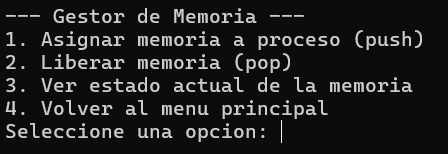 --- Gestor de Memoria ---
1. Asignar memoria a proceso (push)
2. Liberar memoria (pop)
3. Ver estado actual de la memoria
4. Volver al menu principal
Seleccione una opcion: